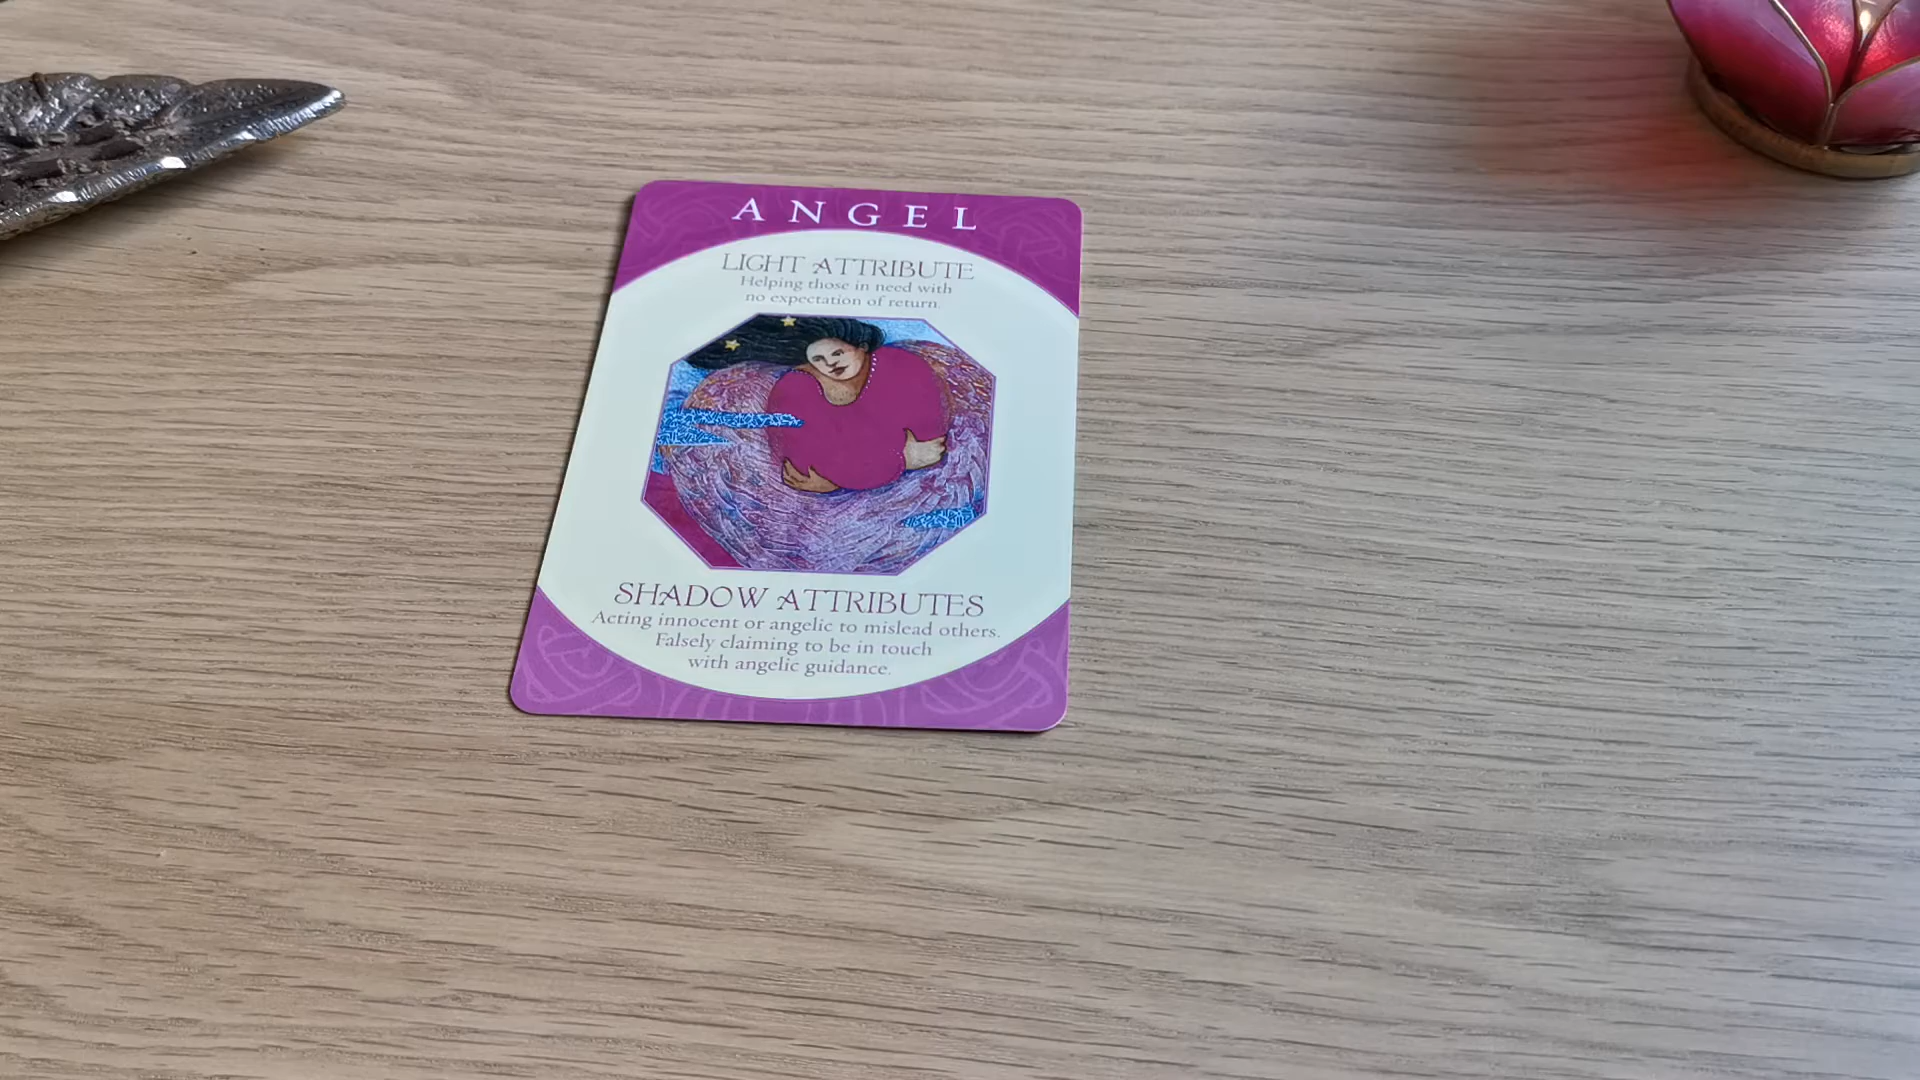 ANGEL
LIGHT ATTRIBUTE
Helping those in need with
no expectation of return.
SHADOW ATTRIBUTES
Acting innocent or angelic to mislead others.
Falsely claiming to be in touch
with angelic guidance.